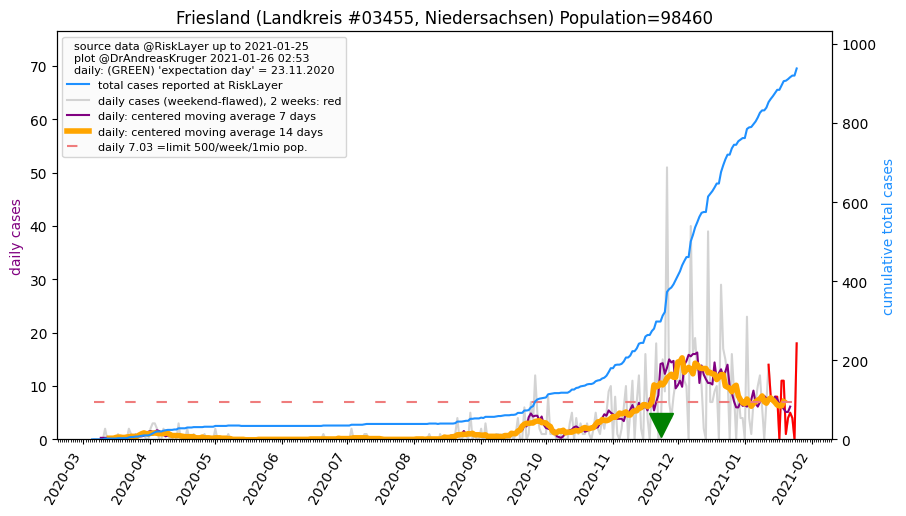 Friesland (Landkreis #03455, Niedersachsen) Population=98460
source data @RiskLayer up to 2021-01-25
plot @DrAndreasKruger 2021-01-26 02:53
daily: (GREEN) 'expectation day' = 23.11.2020
total cases reported at RiskLayer
daily cases (weekend-flawed), 2 weeks: red
daily: centered moving average 7 days
daily: centered moving average 14 days
daily 7.03 =limit 500/week/1mio pop.
daily cases
70
60
50
40
30
20
10
0
cumulative total cases
1000
800
600
400
200
0
2020-03
2020-04
2020-05
2020-06
2020-07
2020-08
2020-09
2020-10
2020-11
2020-12
2021-01
2021-02